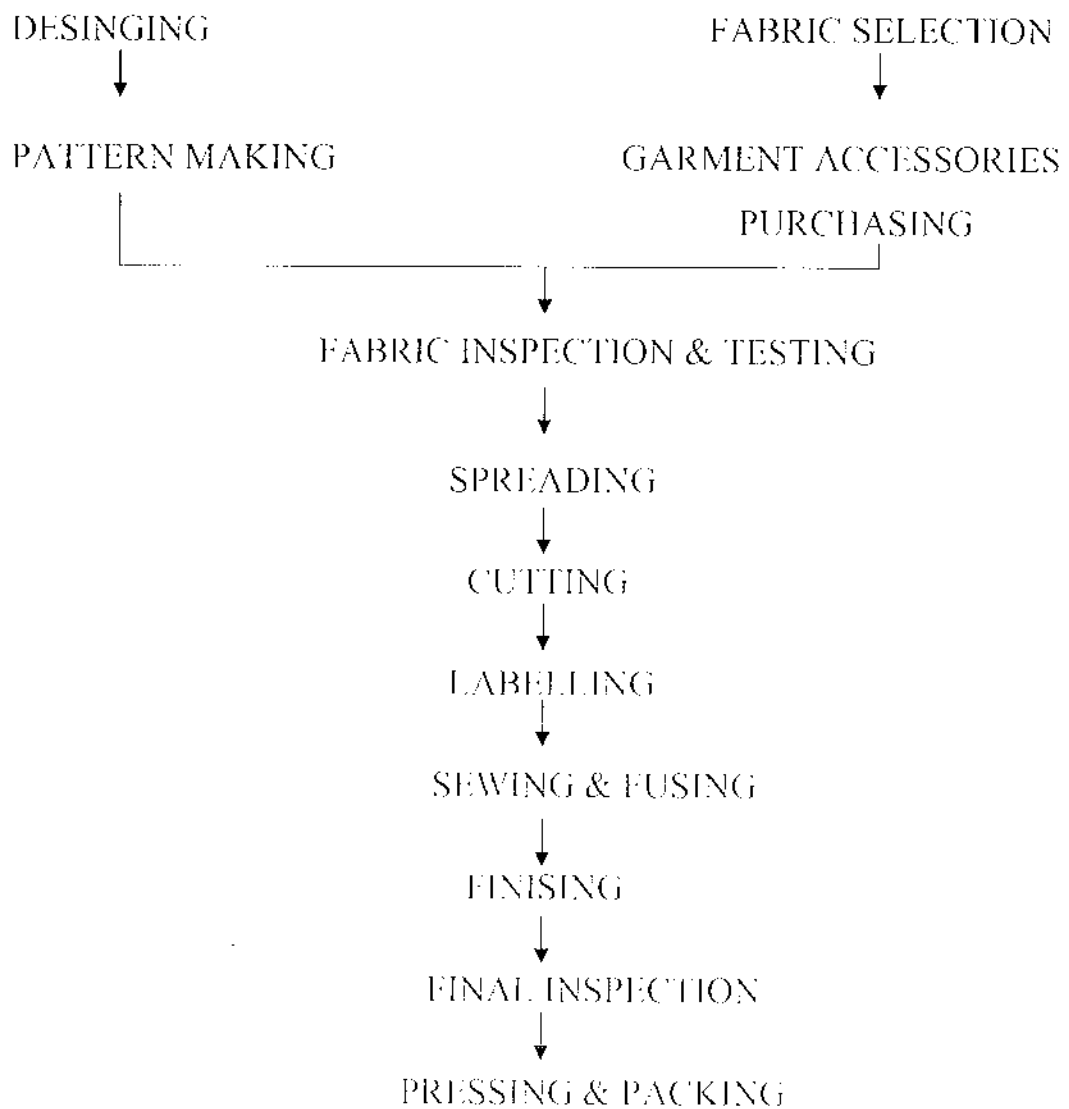 DESINGING
FABRIC SELECTION
PATTERN MAKING
GARMENT ACCESSORIES
PURCHASING
FABRIC INSPECTION & TESTING
SPREADING
CUTTING
LABELLING
SEWING & FUSING
FINISING
FINAL INSPECTION
PRESSING & PACKING